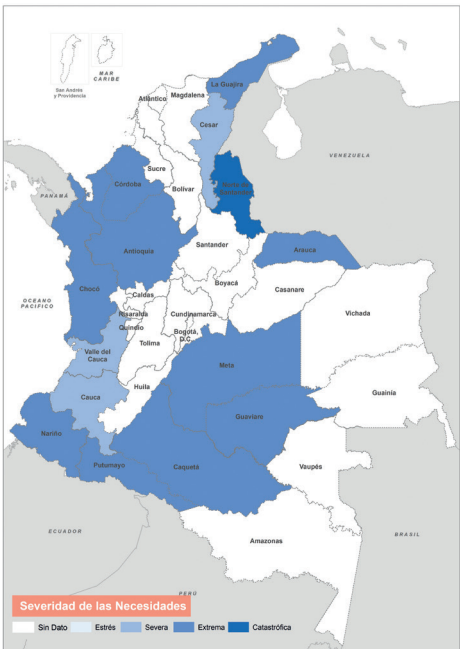 MAR
CARIBE
San Andrés
y Providencia
La Guajira
Atlántico
Magdalena
Cesar
VENEZUELA
Sucre
Norte de
Santander
Córdoba
Bolívar
PANAMÁ
Santander
Arauca
Antioquia
Boyacá
Chocó
Casanare
Caldas
OCEANO
PACIFICO
Risaralda
Cundinamarca
Vichada
Quindío
Bogotá,
D.C.
Tolima
Valle del
Cauca
Meta
Huila
Guainía
Cauca
Guaviare
Nariño
Vaupés
Putumayo
Caquetá
ECUADOR
BRASIL
Amazonas
PERÚ
Severidad de las Necesidades
Sin Dato
Estrés
Severa
Extrema
Catastrófica